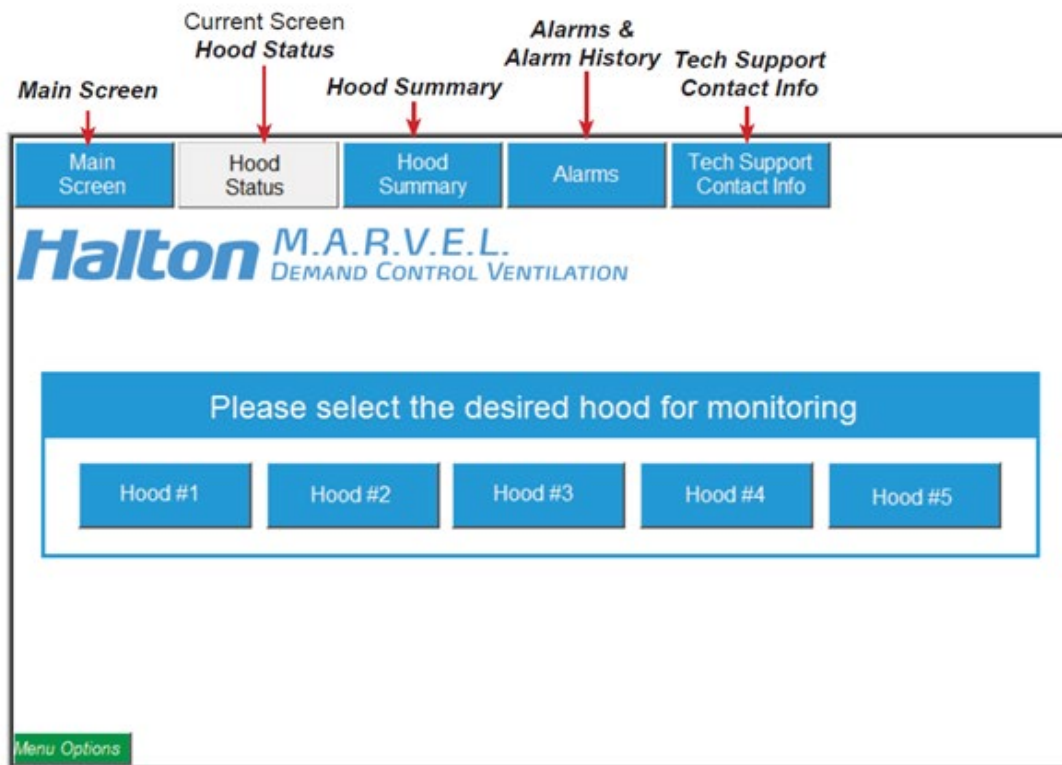 Current Screen
Hood Status
Alarms &
Alarm History
Tech Support
Contact Info
Main Screen
Hood Summary
Main
Screen
Hood
Status
Hood
Summary
Alarms
Tech Support
Contact Info
Halton
M.A.R.V.E.L.
DEMAND CONTROL VENTILATION
Please select the desired hood for monitoring
Hood #1
Hood #2
Hood #3
Hood #4
Hood #5
Menu Options